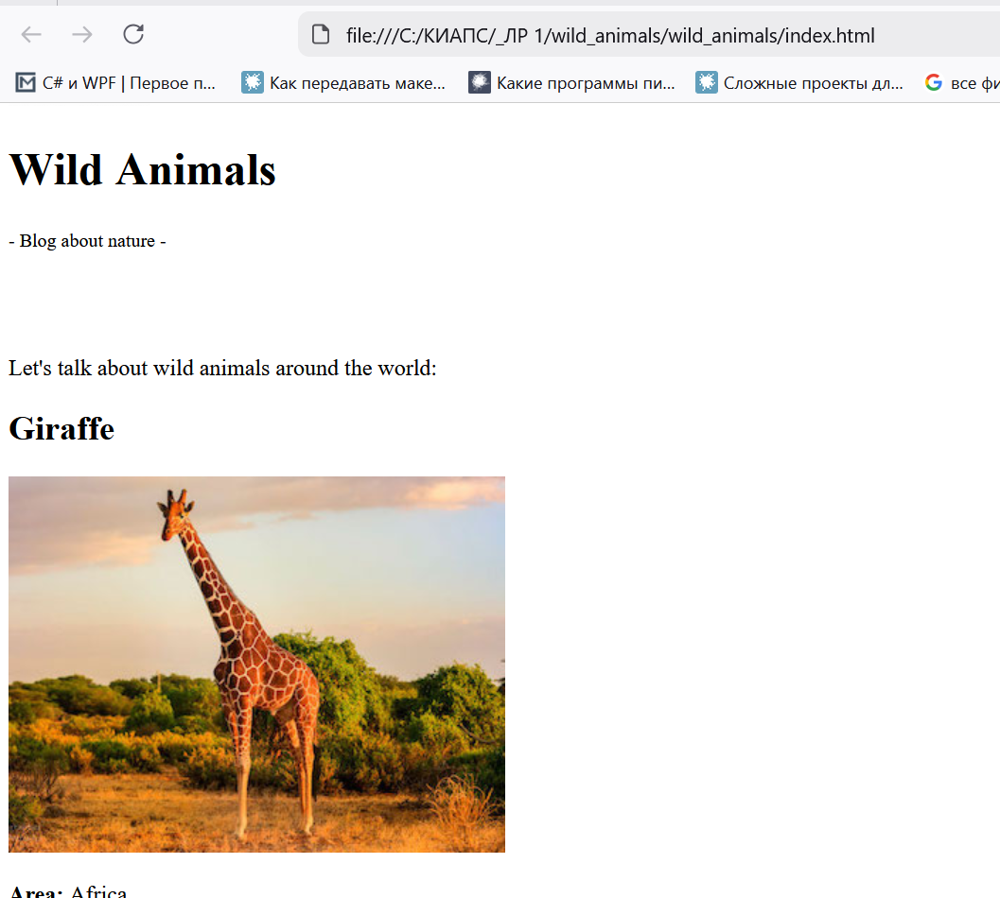 file:///C:/КИАПС/_ЛР 1/wild_animals/wild_animals/index.html
C# и WPF | Первое п...
Как передавать маке...
Какие программы пи...
Сложные проекты дл...
все фи
Wild Animals
- Blog about nature -
Let's talk about wild animals around the world:
Giraffe
Area: Africa